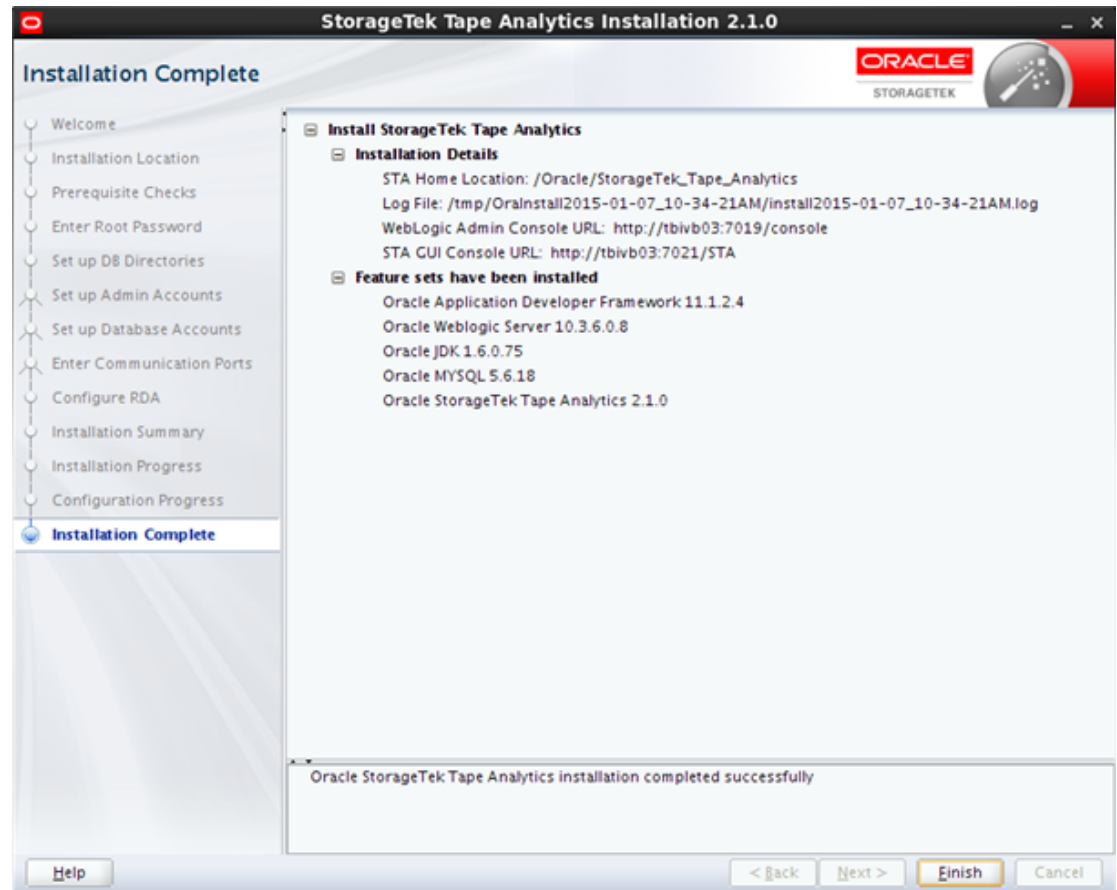 StorageTek Tape Analytics Installation 2.1.0
Installation Complete
ORACLE
STORAGETEK
Welcome
Installation Location
Prerequisite Checks
Enter Root Password
Set up DB Directories
Set up Admin Accounts
Set up Database Accounts
Enter Communication Ports
Configure RDA
Installation Summary
Installation Progress
Configuration Progress
Installation Complete
Install StorageTek Tape Analytics
Installation Details
STA Home Location: /Oracle/StorageTek_Tape_Analytics
Log File: /tmp/OraInstall2015-01-07_10-34-21AM/install2015-01-07_10-34-21AM.log
WebLogic Admin Console URL: http://tbivb03:7019/console
STA GUI Console URL: http://tbivb03:7021/STA
Feature sets have been installed
Oracle Application Developer Framework 11.1.2.4
Oracle Weblogic Server 10.3.6.0.8
Oracle JDK 1.6.0.75
Oracle MYSQL 5.6.18
Oracle StorageTek Tape Analytics 2.1.0
Oracle StorageTek Tape Analytics installation completed successfully
Help
< Back
Next >
Finish
Cancel